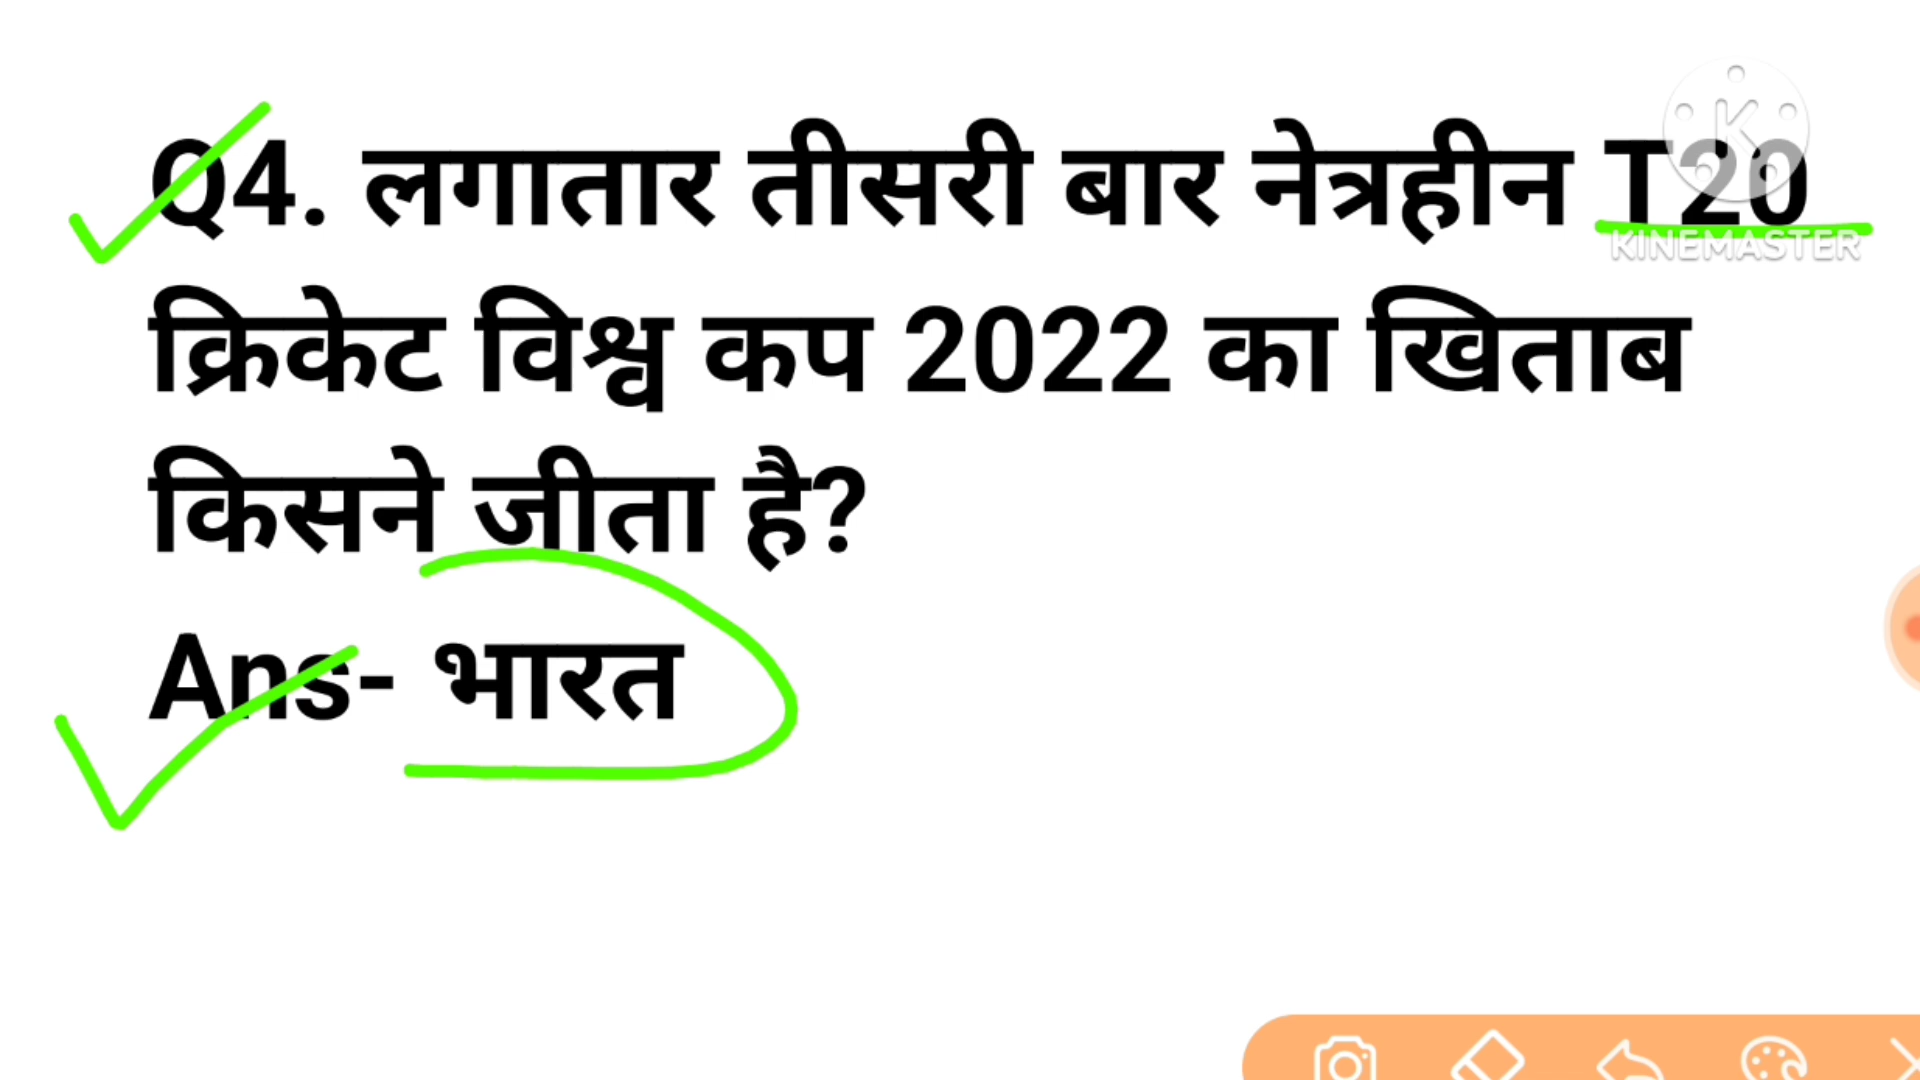 Q4. लगातार तीसरी बार नेत्रहीन T20
KINEMASTER
क्रिकेट विश्व कप 2022 का खिताब
किसने जीता है?
Ans- भारत